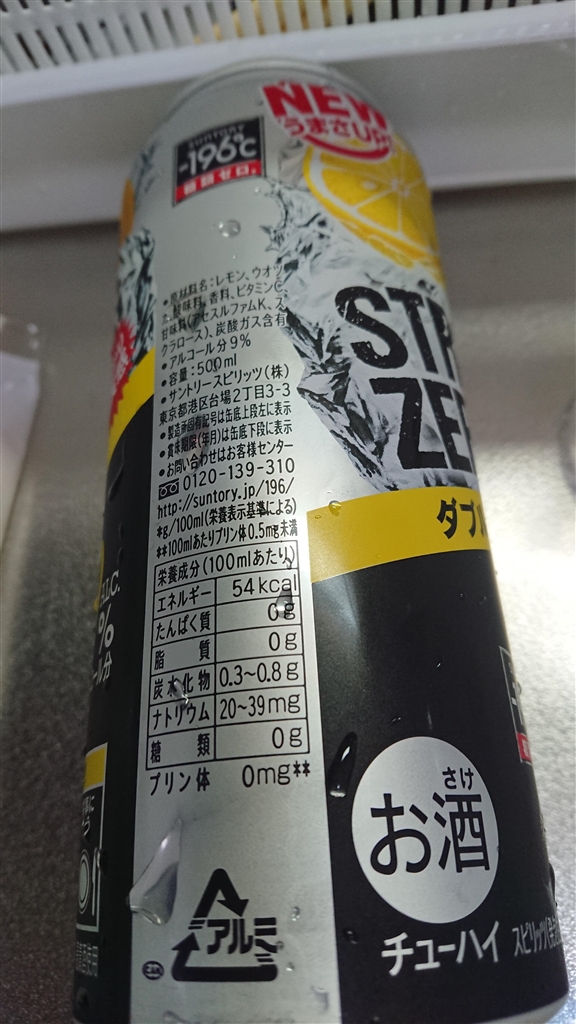 NEW
うまさUP!
SUNTORY
-196℃
糖類ゼロ。
●原材料名:レモン、ウオツ
カ、酸味料、香料、ビタミンC、
甘味料(アセスルファムK、ス
クラロース)、炭酸ガス含有
●アルコール分9%
●容量:500ml
●サントリースピリッツ(株)
東京都港区台場2丁目3-3
●製造所固有記号は缶底上段左に表示
●賞味期限(年月)は缶底下段に表示
●お問い合わせはお客様センター
0120-139-310
http://suntory.jp/196/
*g/100ml(栄養表示基準による)
**100mlあたりプリン体0.5mg未満
栄養成分(100mlあたり)
エネルギー 54kcal
たんぱく質 0g
脂質 0g
炭水化物 0.3~0.8g
ナトリウム 20~39mg
糖類 0g
プリン体 0mg**
アルミ
STR
ZE
ダブル
さけ
お酒
チューハイ
スピリッツ
ALC.
%